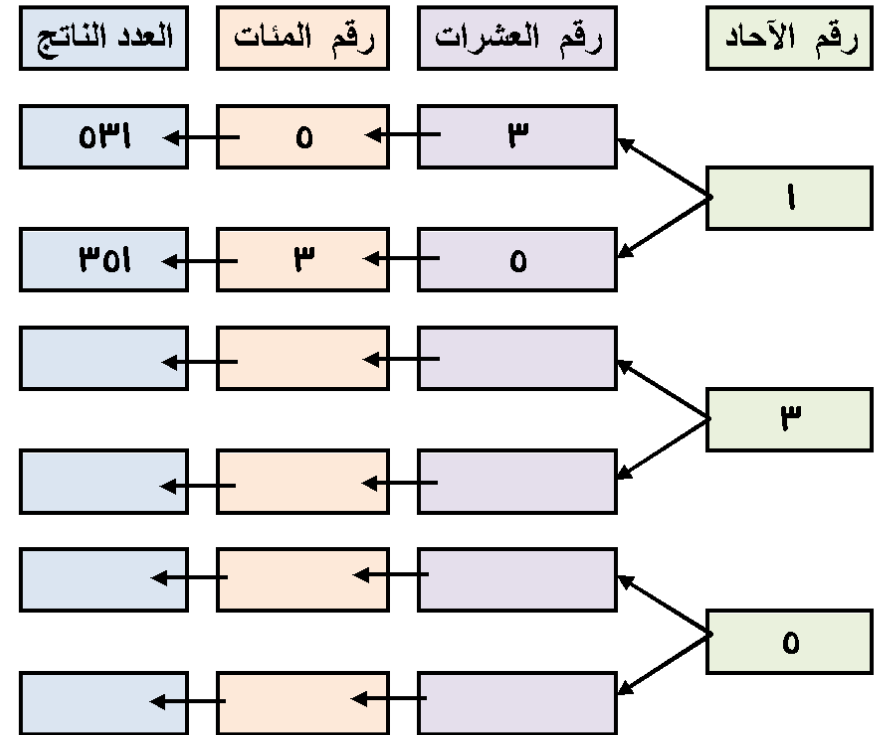 رقم الآحاد رقم العشرات رقم المئات العدد الناتج
٣ ٥ ٥٣١
١
٥ ٣ ٣٥١
٣
٥